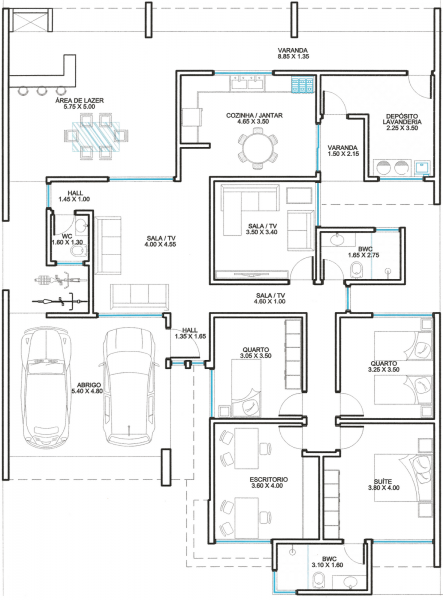 VARANDA
8.85 X 1.35
ÁREA DE LAZER
5.75 X 5.00
COZINHA / JANTAR
4.65 X 3.50
DEPÓSITO
LAVANDERIA
2.25 X 3.50
VARANDA
1.50 X 2.15
HALL
1.45 X 1.00
WC
1.60 X 1.30
SALA / TV
4.00 X 4.55
SALA / TV
3.50 X 3.40
BWC
1.65 X 2.75
SALA / TV
4.60 X 1.00
HALL
1.35 X 1.65
QUARTO
3.05 X 3.50
QUARTO
3.25 X 3.50
ABRIGO
5.40 X 4.80
ESCRITORIO
3.60 X 4.00
SUÍTE
3.80 X 4.00
BWC
3.10 X 1.60